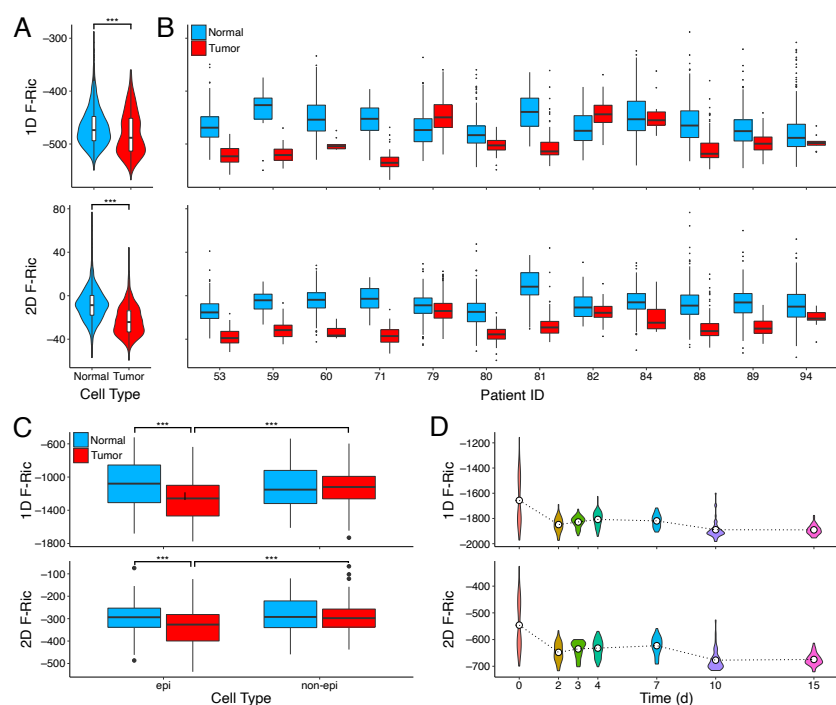 A
B
***
Normal
Tumor
−300
−400
−500
1D F-Ric
***
80
40
0
−40
2D F-Ric
Normal Tumor
Cell Type
53 59 60 71 79 80 81 82 84 88 89 94
Patient ID
C
D
Normal
Tumor
*** ***
−600
−1000
−1400
−1800
1D F-Ric
*** ***
−100
−200
−300
−400
−500
2D F-Ric
epi non-epi
Cell Type
−1200
−1400
−1600
−1800
−2000
1D F-Ric
−400
−500
−600
−700
2D F-Ric
0 2 3 4 7 10 15
Time (d)